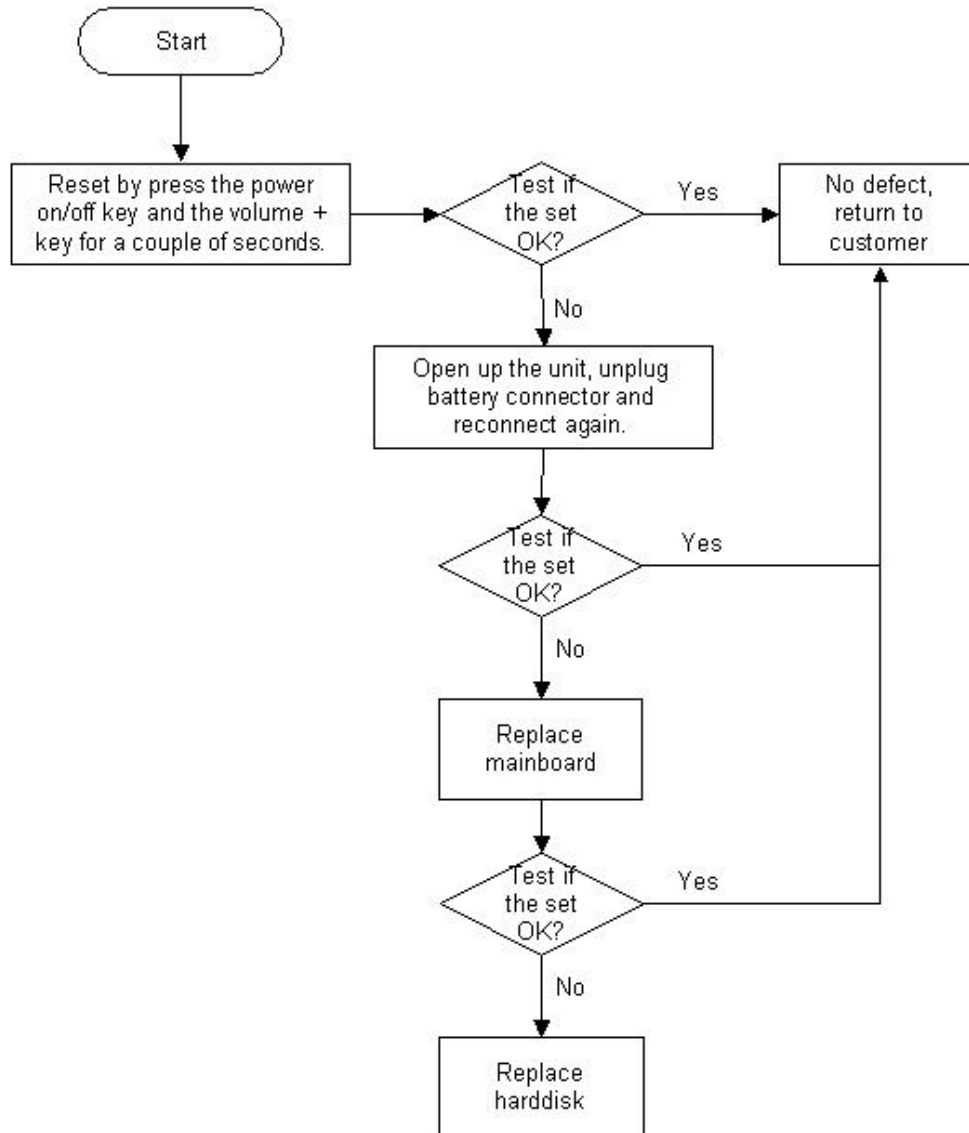 Start
Reset by press the power
on/off key and the volume +
key for a couple of seconds.
Test if
the set
OK?
Yes
No defect,
return to
customer
No
Open up the unit, unplug
battery connector and
reconnect again.
Test if
the set
OK?
Yes
No
Replace
mainboard
Test if
the set
OK?
Yes
No
Replace
harddisk